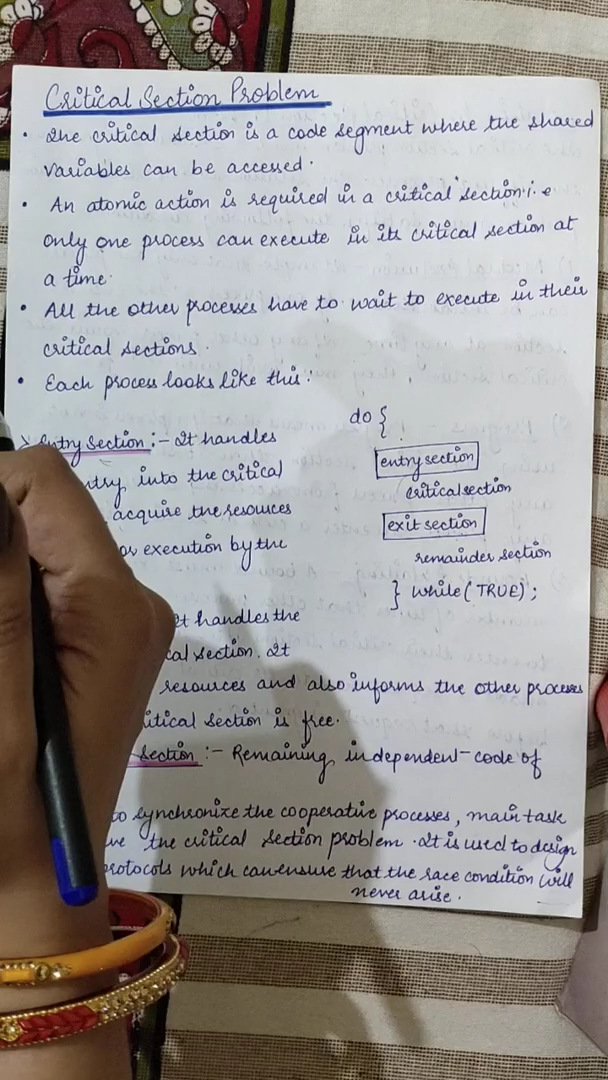 Critical Section Problem
• The critical section is a code segment where the shared
variables can be accessed.
• An atomic action is required in a critical section i.e
only one process can execute in its critical section at
a time.
• All the other processes have to wait to execute in their
critical sections.
• Each process looks like this:
do {
entry section
critical section
exit section
remainder section
} while (TRUE);
Entry Section :- It handles
entry into the critical
acquire the resouces
execution by the
It handles the
section. It
resources and also informs the other processes
critical section is free.
Section :- Remaining independent code of
to synchronize the cooperative processes, main task
the critical section problem. It is used to design
protocols which can ensure that the race condition will
never arise.